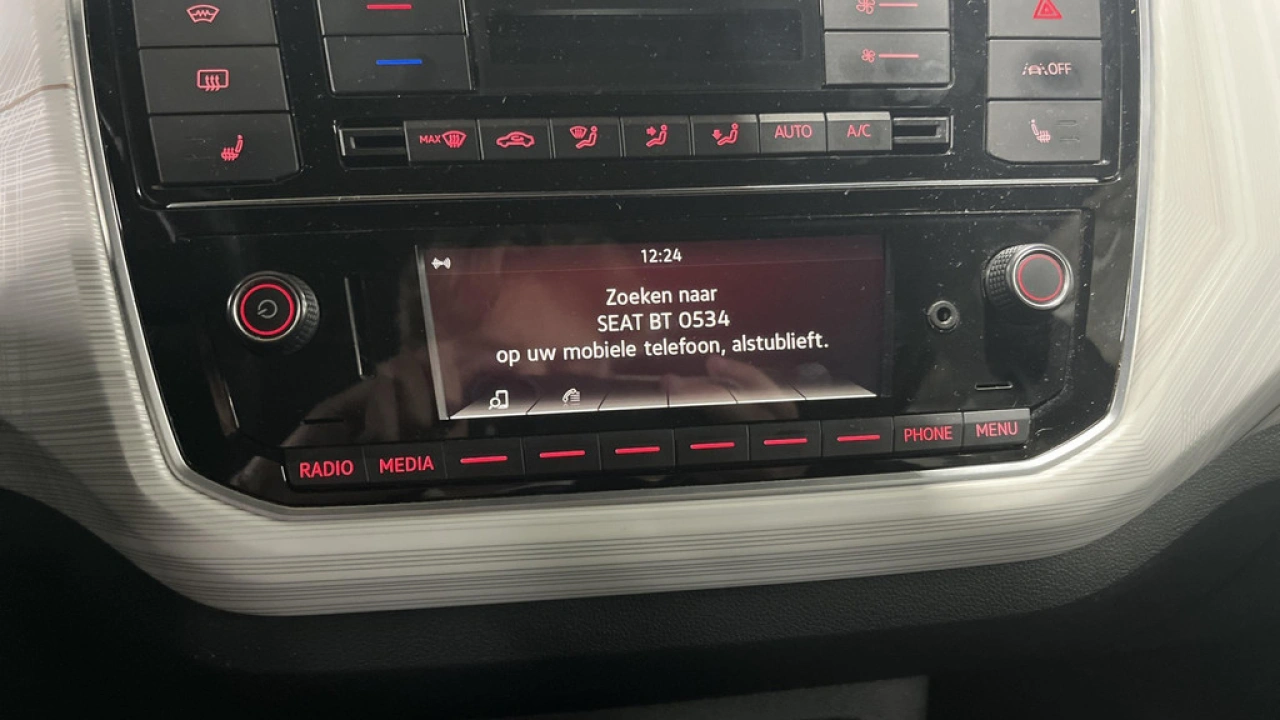 OFF
MAX
AUTO
A/C
12:24
Zoeken naar
SEAT BT 0534
op uw mobiele telefoon, alstublieft.
RADIO
MEDIA
PHONE
MENU